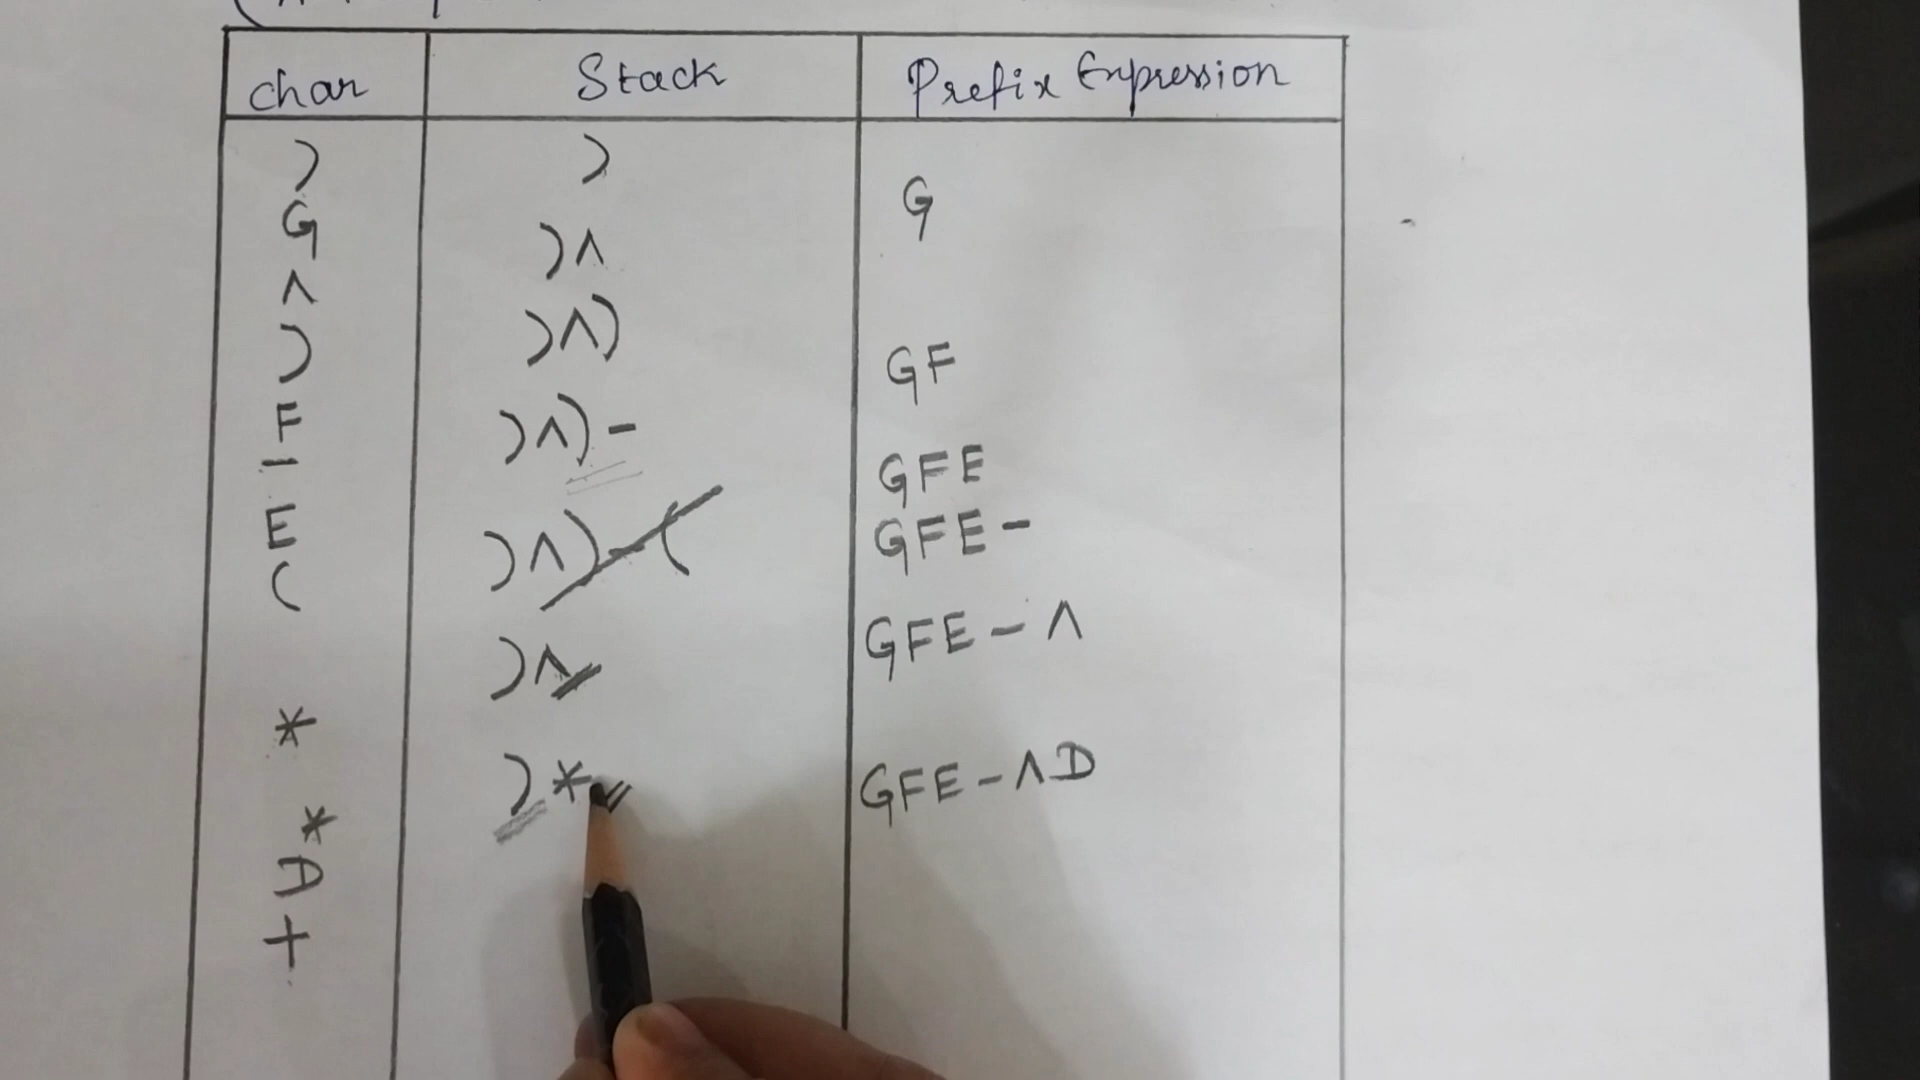 Char Stack Prefix Expression
) )
G G
^ )^
) )^)
F GF
- )^)-
E GFE
( )^)-( GFE-
)^ GFE-^
*
)* GFE-^D
*
D
+